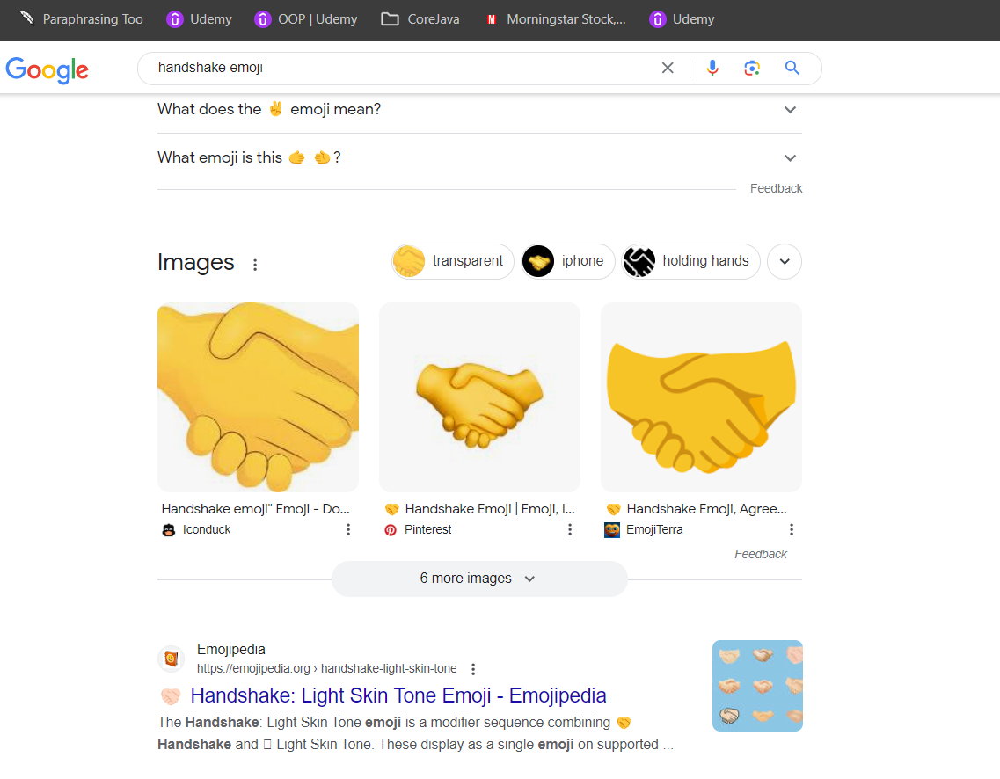 Paraphrasing Too Udemy OOP | Udemy CoreJava M Morningstar Stock,... Udemy
Google handshake emoji
What does the ✌️ emoji mean?
What emoji is this 🫱 🫲?
Feedback
Images transparent iphone holding hands
Handshake emoji" Emoji - Do...
Iconduck
🤝 Handshake Emoji | Emoji, I...
Pinterest
🤝 Handshake Emoji, Agree...
EmojiTerra
Feedback
6 more images
Emojipedia
https://emojipedia.org › handshake-light-skin-tone
🤝🏻 Handshake: Light Skin Tone Emoji - Emojipedia
The Handshake: Light Skin Tone emoji is a modifier sequence combining 🤝
Handshake and ▯ Light Skin Tone. These display as a single emoji on supported ...